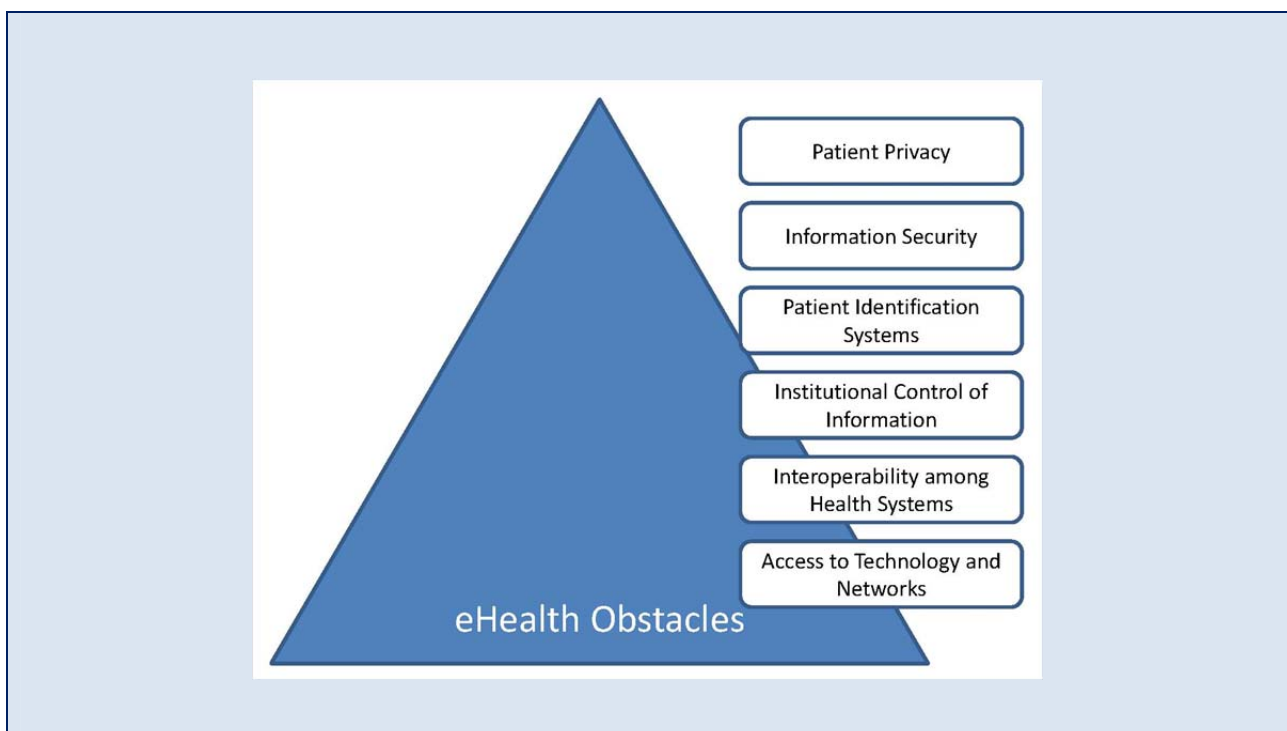 Patient Privacy
Information Security
Patient Identification
Systems
Institutional Control of
Information
Interoperability among
Health Systems
Access to Technology and
Networks
eHealth Obstacles